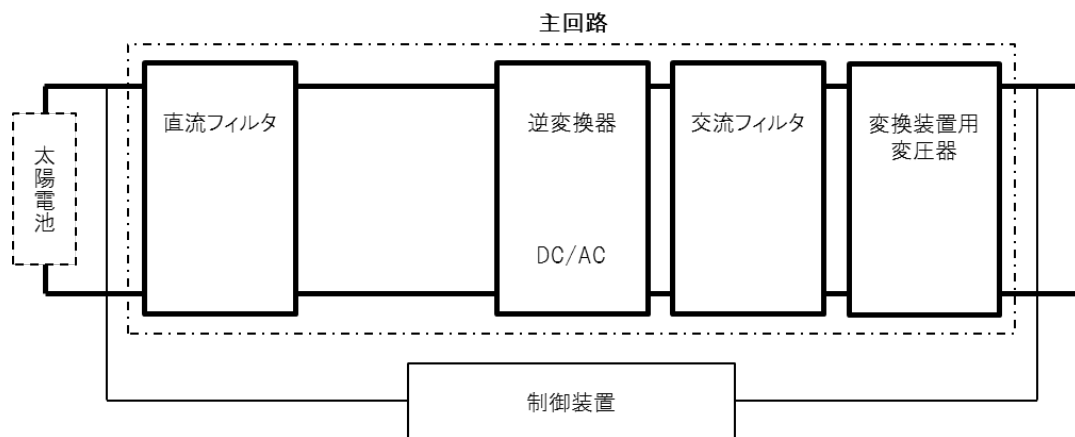 主回路
直流フィルタ
逆変換器
DC/AC
交流フィルタ
変換装置用
変圧器
太陽電池
制御装置